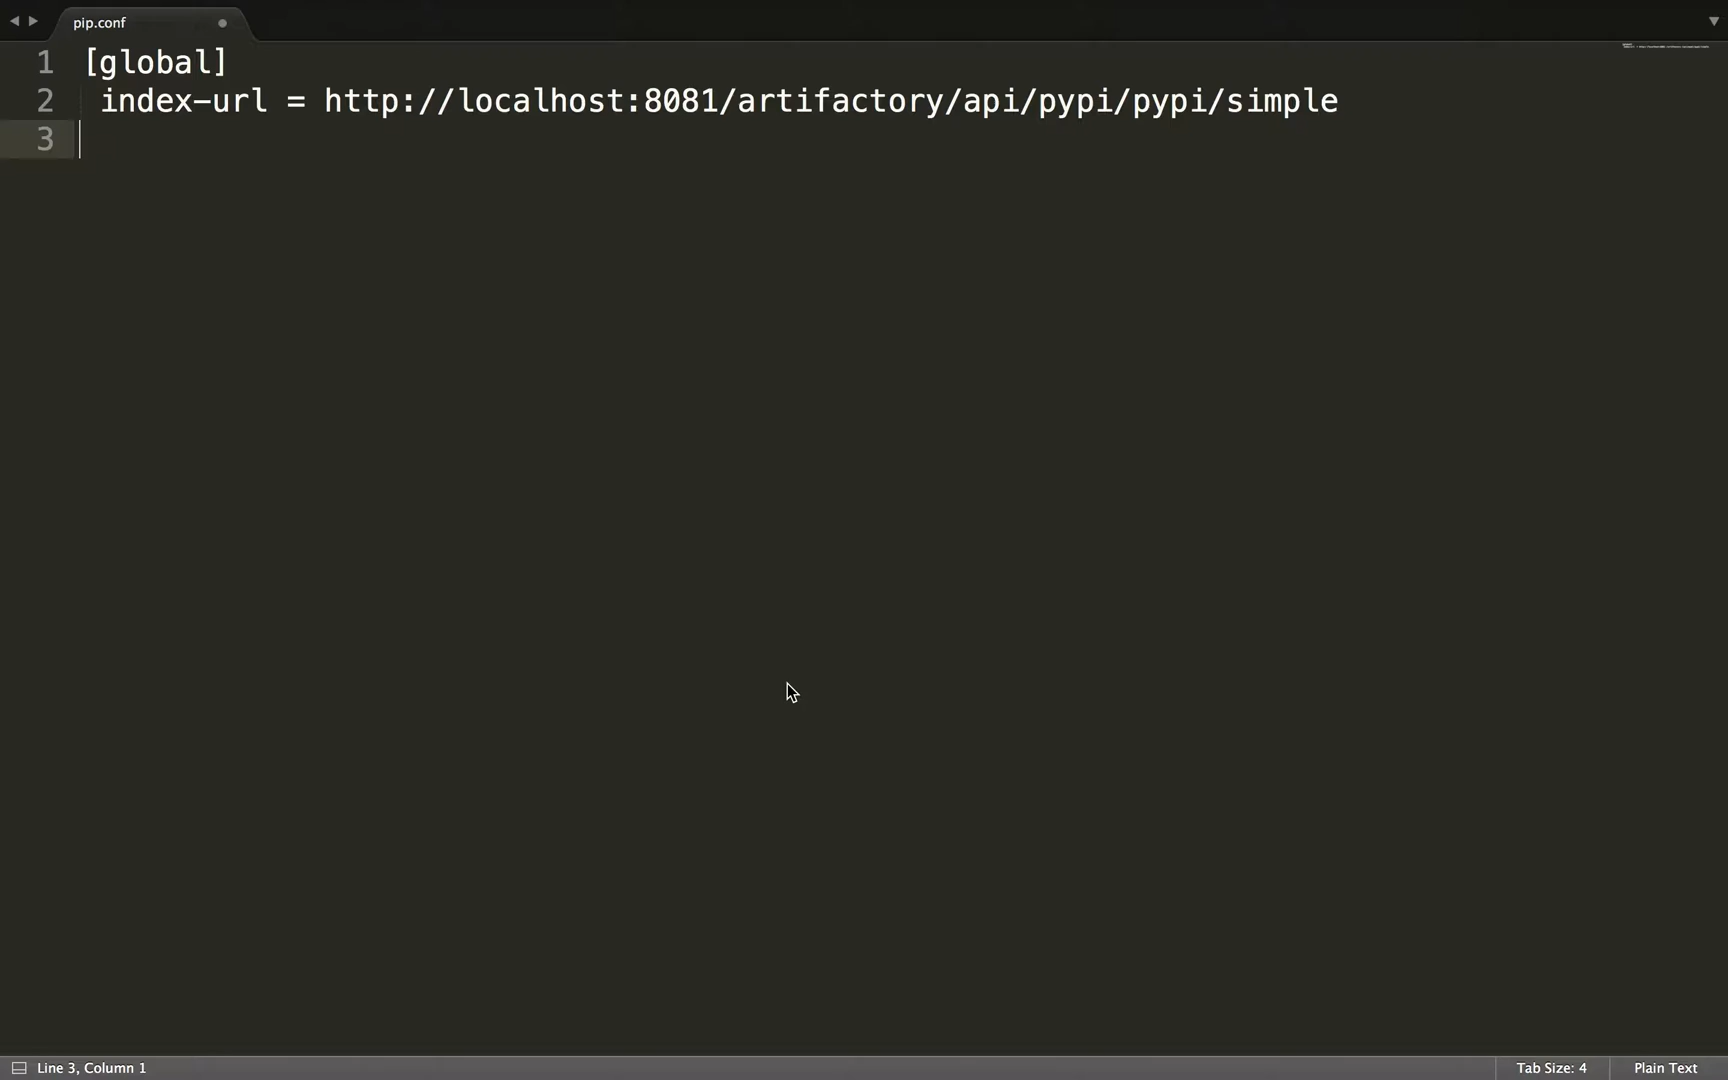 pip.conf
1 [global]
2 index-url = http://localhost:8081/artifactory/api/pypi/pypi/simple
3
Line 3, Column 1
Tab Size: 4
Plain Text